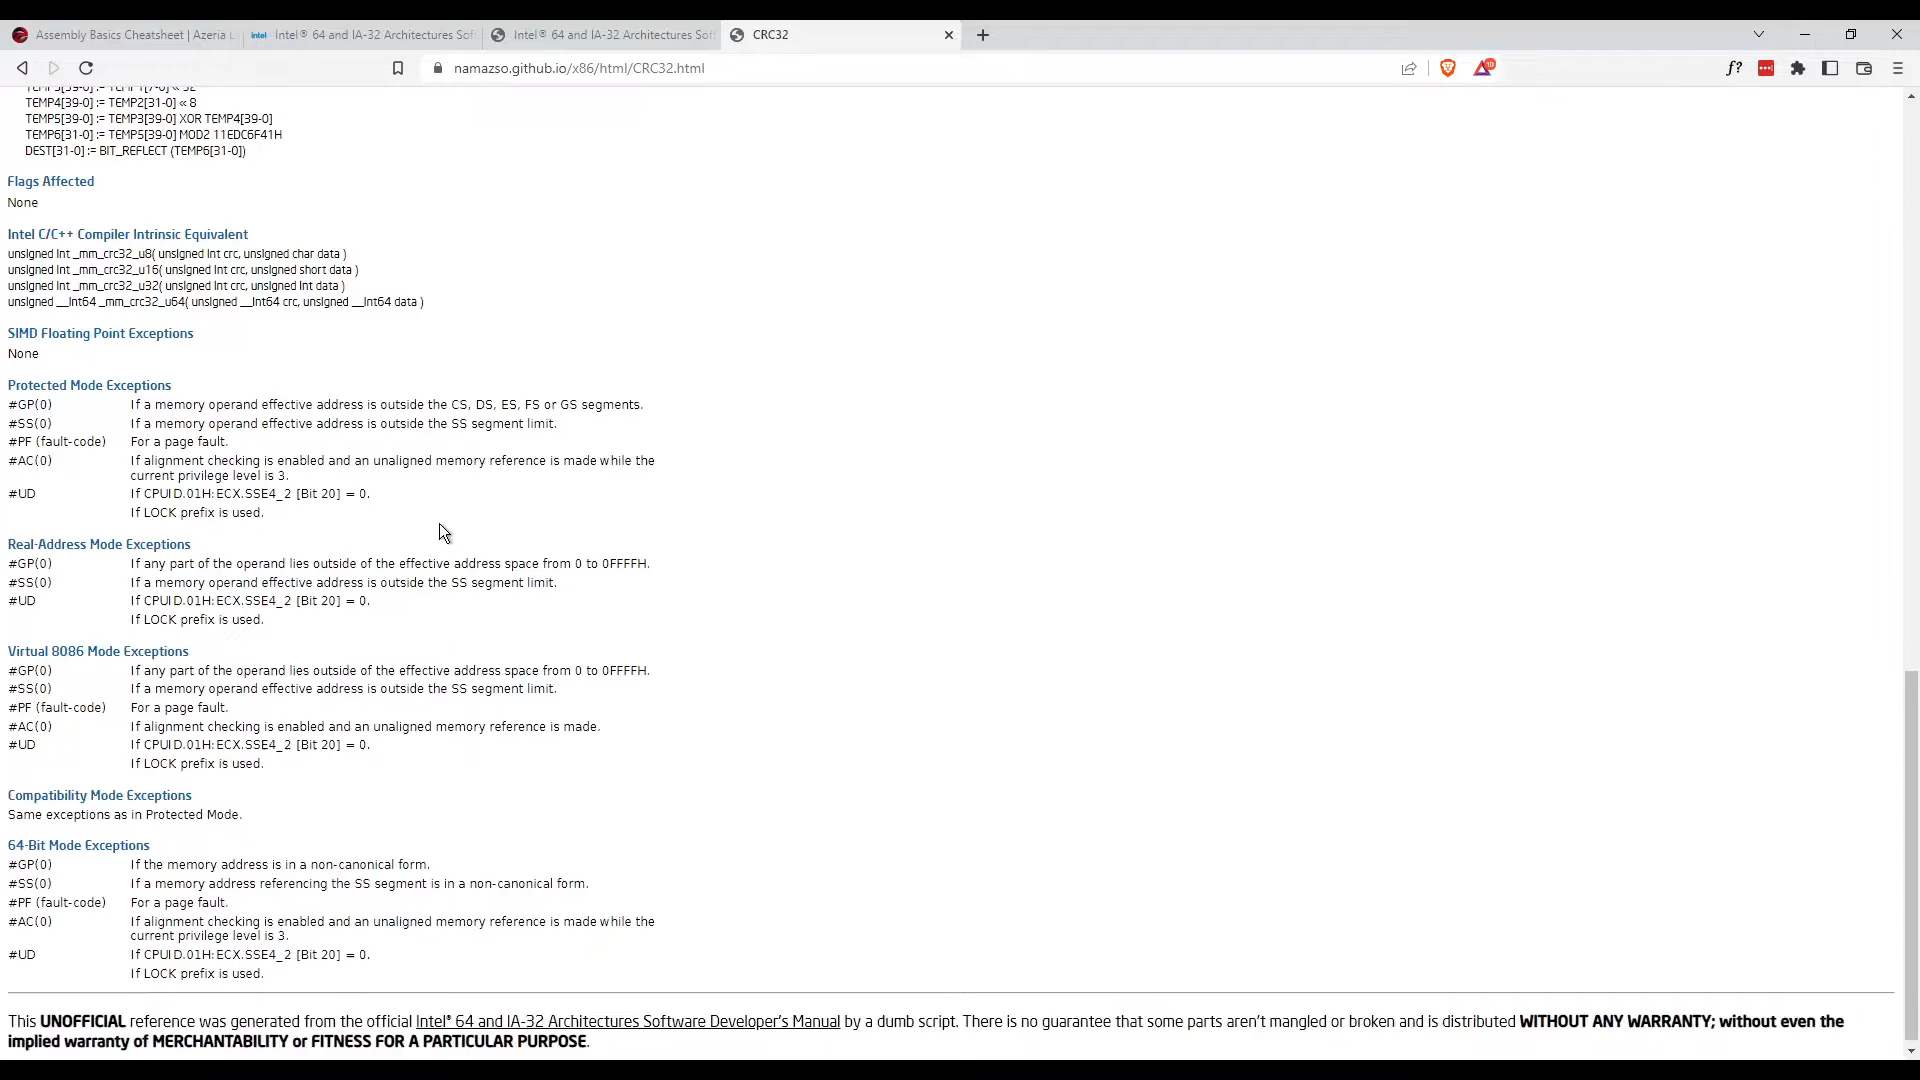 Assembly Basics Cheatsheet | Azeria L
intel Intel® 64 and IA-32 Architectures Sof
Intel® 64 and IA-32 Architectures Soft
CRC32
namazso.github.io/x86/html/CRC32.html
f?
10
TEMP3[39-0] := TEMP1[7-0] « 32
TEMP4[39-0] := TEMP2[31-0] « 8
TEMP5[39-0] := TEMP3[39-0] XOR TEMP4[39-0]
TEMP6[31-0] := TEMP5[39-0] MOD2 11EDC6F41H
DEST[31-0] := BIT_REFLECT (TEMP6[31-0])
Flags Affected
None
Intel C/C++ Compiler Intrinsic Equivalent
unsigned int _mm_crc32_u8( unsigned int crc, unsigned char data )
unsigned int _mm_crc32_u16( unsigned int crc, unsigned short data )
unsigned int _mm_crc32_u32( unsigned int crc, unsigned int data )
unsigned __int64 _mm_crc32_u64( unsigned __int64 crc, unsigned __int64 data )
SIMD Floating Point Exceptions
None
Protected Mode Exceptions
#GP(0) If a memory operand effective address is outside the CS, DS, ES, FS or GS segments.
#SS(0) If a memory operand effective address is outside the SS segment limit.
#PF (fault-code) For a page fault.
#AC(0) If alignment checking is enabled and an unaligned memory reference is made while the
current privilege level is 3.
#UD If CPUID.01H:ECX.SSE4_2 [Bit 20] = 0.
If LOCK prefix is used.
Real-Address Mode Exceptions
#GP(0) If any part of the operand lies outside of the effective address space from 0 to 0FFFFH.
#SS(0) If a memory operand effective address is outside the SS segment limit.
#UD If CPUID.01H:ECX.SSE4_2 [Bit 20] = 0.
If LOCK prefix is used.
Virtual 8086 Mode Exceptions
#GP(0) If any part of the operand lies outside of the effective address space from 0 to 0FFFFH.
#SS(0) If a memory operand effective address is outside the SS segment limit.
#PF (fault-code) For a page fault.
#AC(0) If alignment checking is enabled and an unaligned memory reference is made.
#UD If CPUID.01H:ECX.SSE4_2 [Bit 20] = 0.
If LOCK prefix is used.
Compatibility Mode Exceptions
Same exceptions as in Protected Mode.
64-Bit Mode Exceptions
#GP(0) If the memory address is in a non-canonical form.
#SS(0) If a memory address referencing the SS segment is in a non-canonical form.
#PF (fault-code) For a page fault.
#AC(0) If alignment checking is enabled and an unaligned memory reference is made while the
current privilege level is 3.
#UD If CPUID.01H:ECX.SSE4_2 [Bit 20] = 0.
If LOCK prefix is used.
This UNOFFICIAL reference was generated from the official Intel® 64 and IA-32 Architectures Software Developer's Manual by a dumb script. There is no guarantee that some parts aren't mangled or broken and is distributed WITHOUT ANY WARRANTY; without even the
implied warranty of MERCHANTABILITY or FITNESS FOR A PARTICULAR PURPOSE.